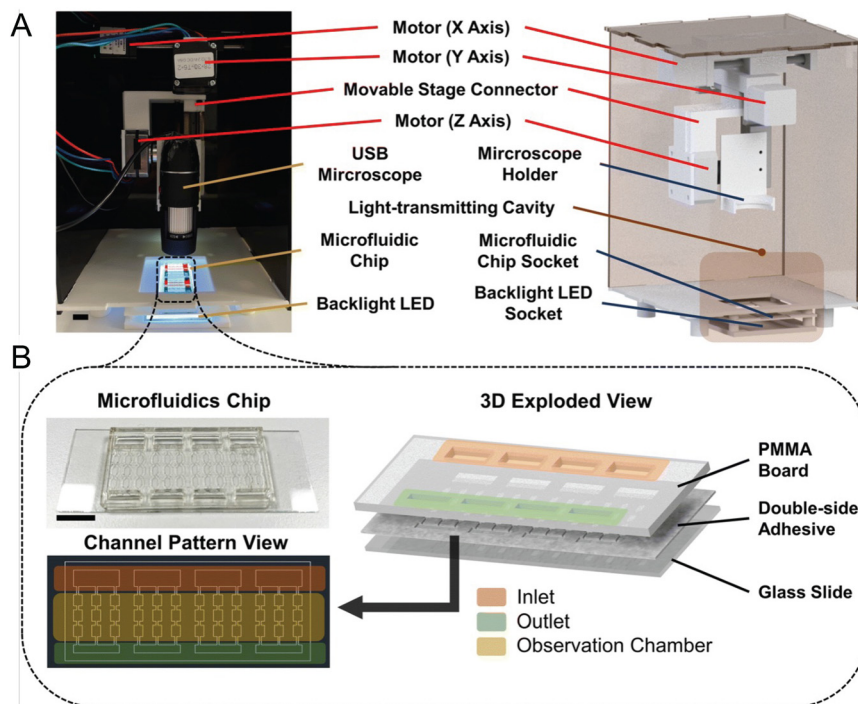 A
Motor (X Axis)
Motor (Y Axis)
Movable Stage Connector
Motor (Z Axis)
USB
Mircroscope
Mircroscope
Holder
Light-transmitting Cavity
Microfluidic
Chip
Microfluidic
Chip Socket
Backlight LED
Backlight LED
Socket
B
Microfluidics Chip
3D Exploded View
PMMA
Board
Double-side
Adhesive
Glass Slide
Channel Pattern View
Inlet
Outlet
Observation Chamber